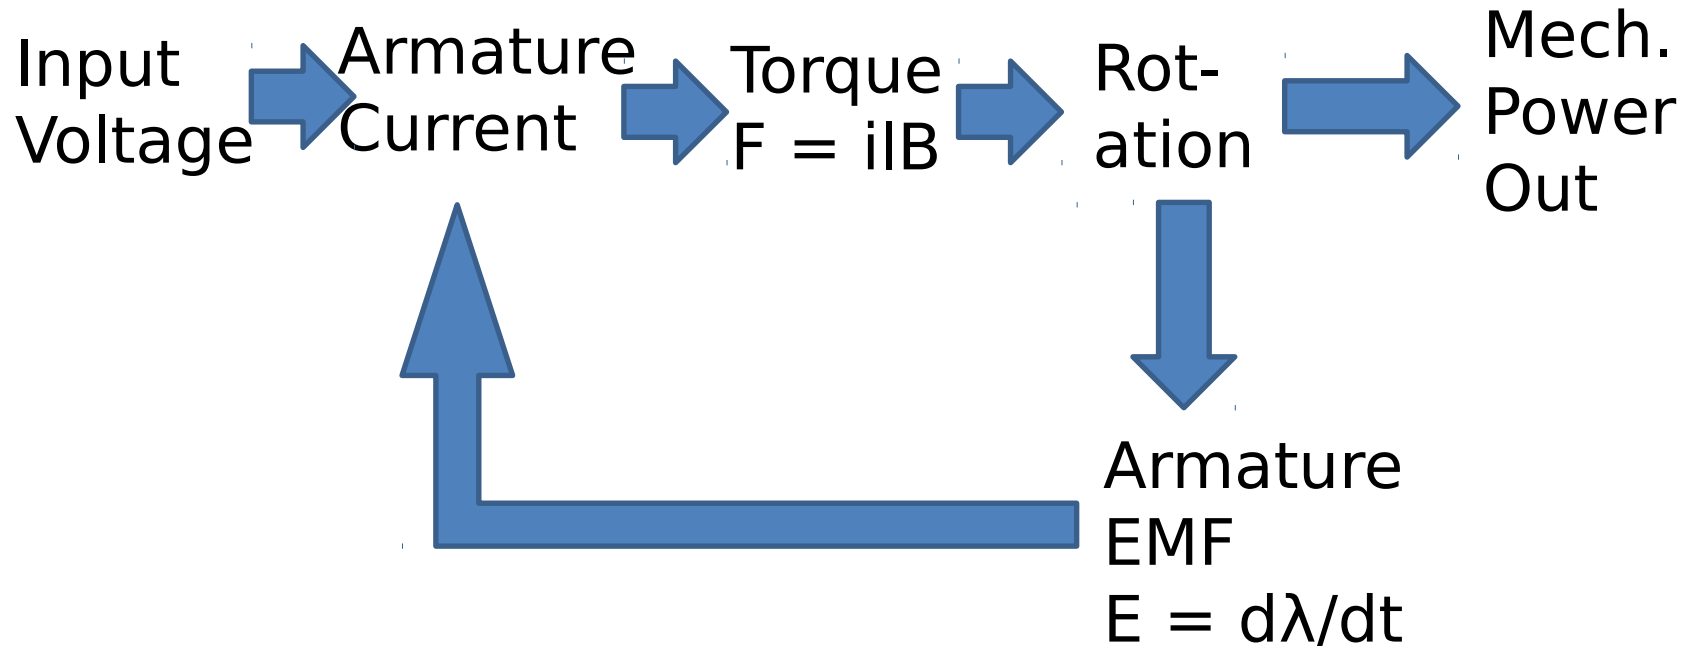 Input
Voltage
Armature
Current
Torque
F = ilB
Rot-
ation
Mech.
Power
Out
Armature
EMF
E = dλ/dt